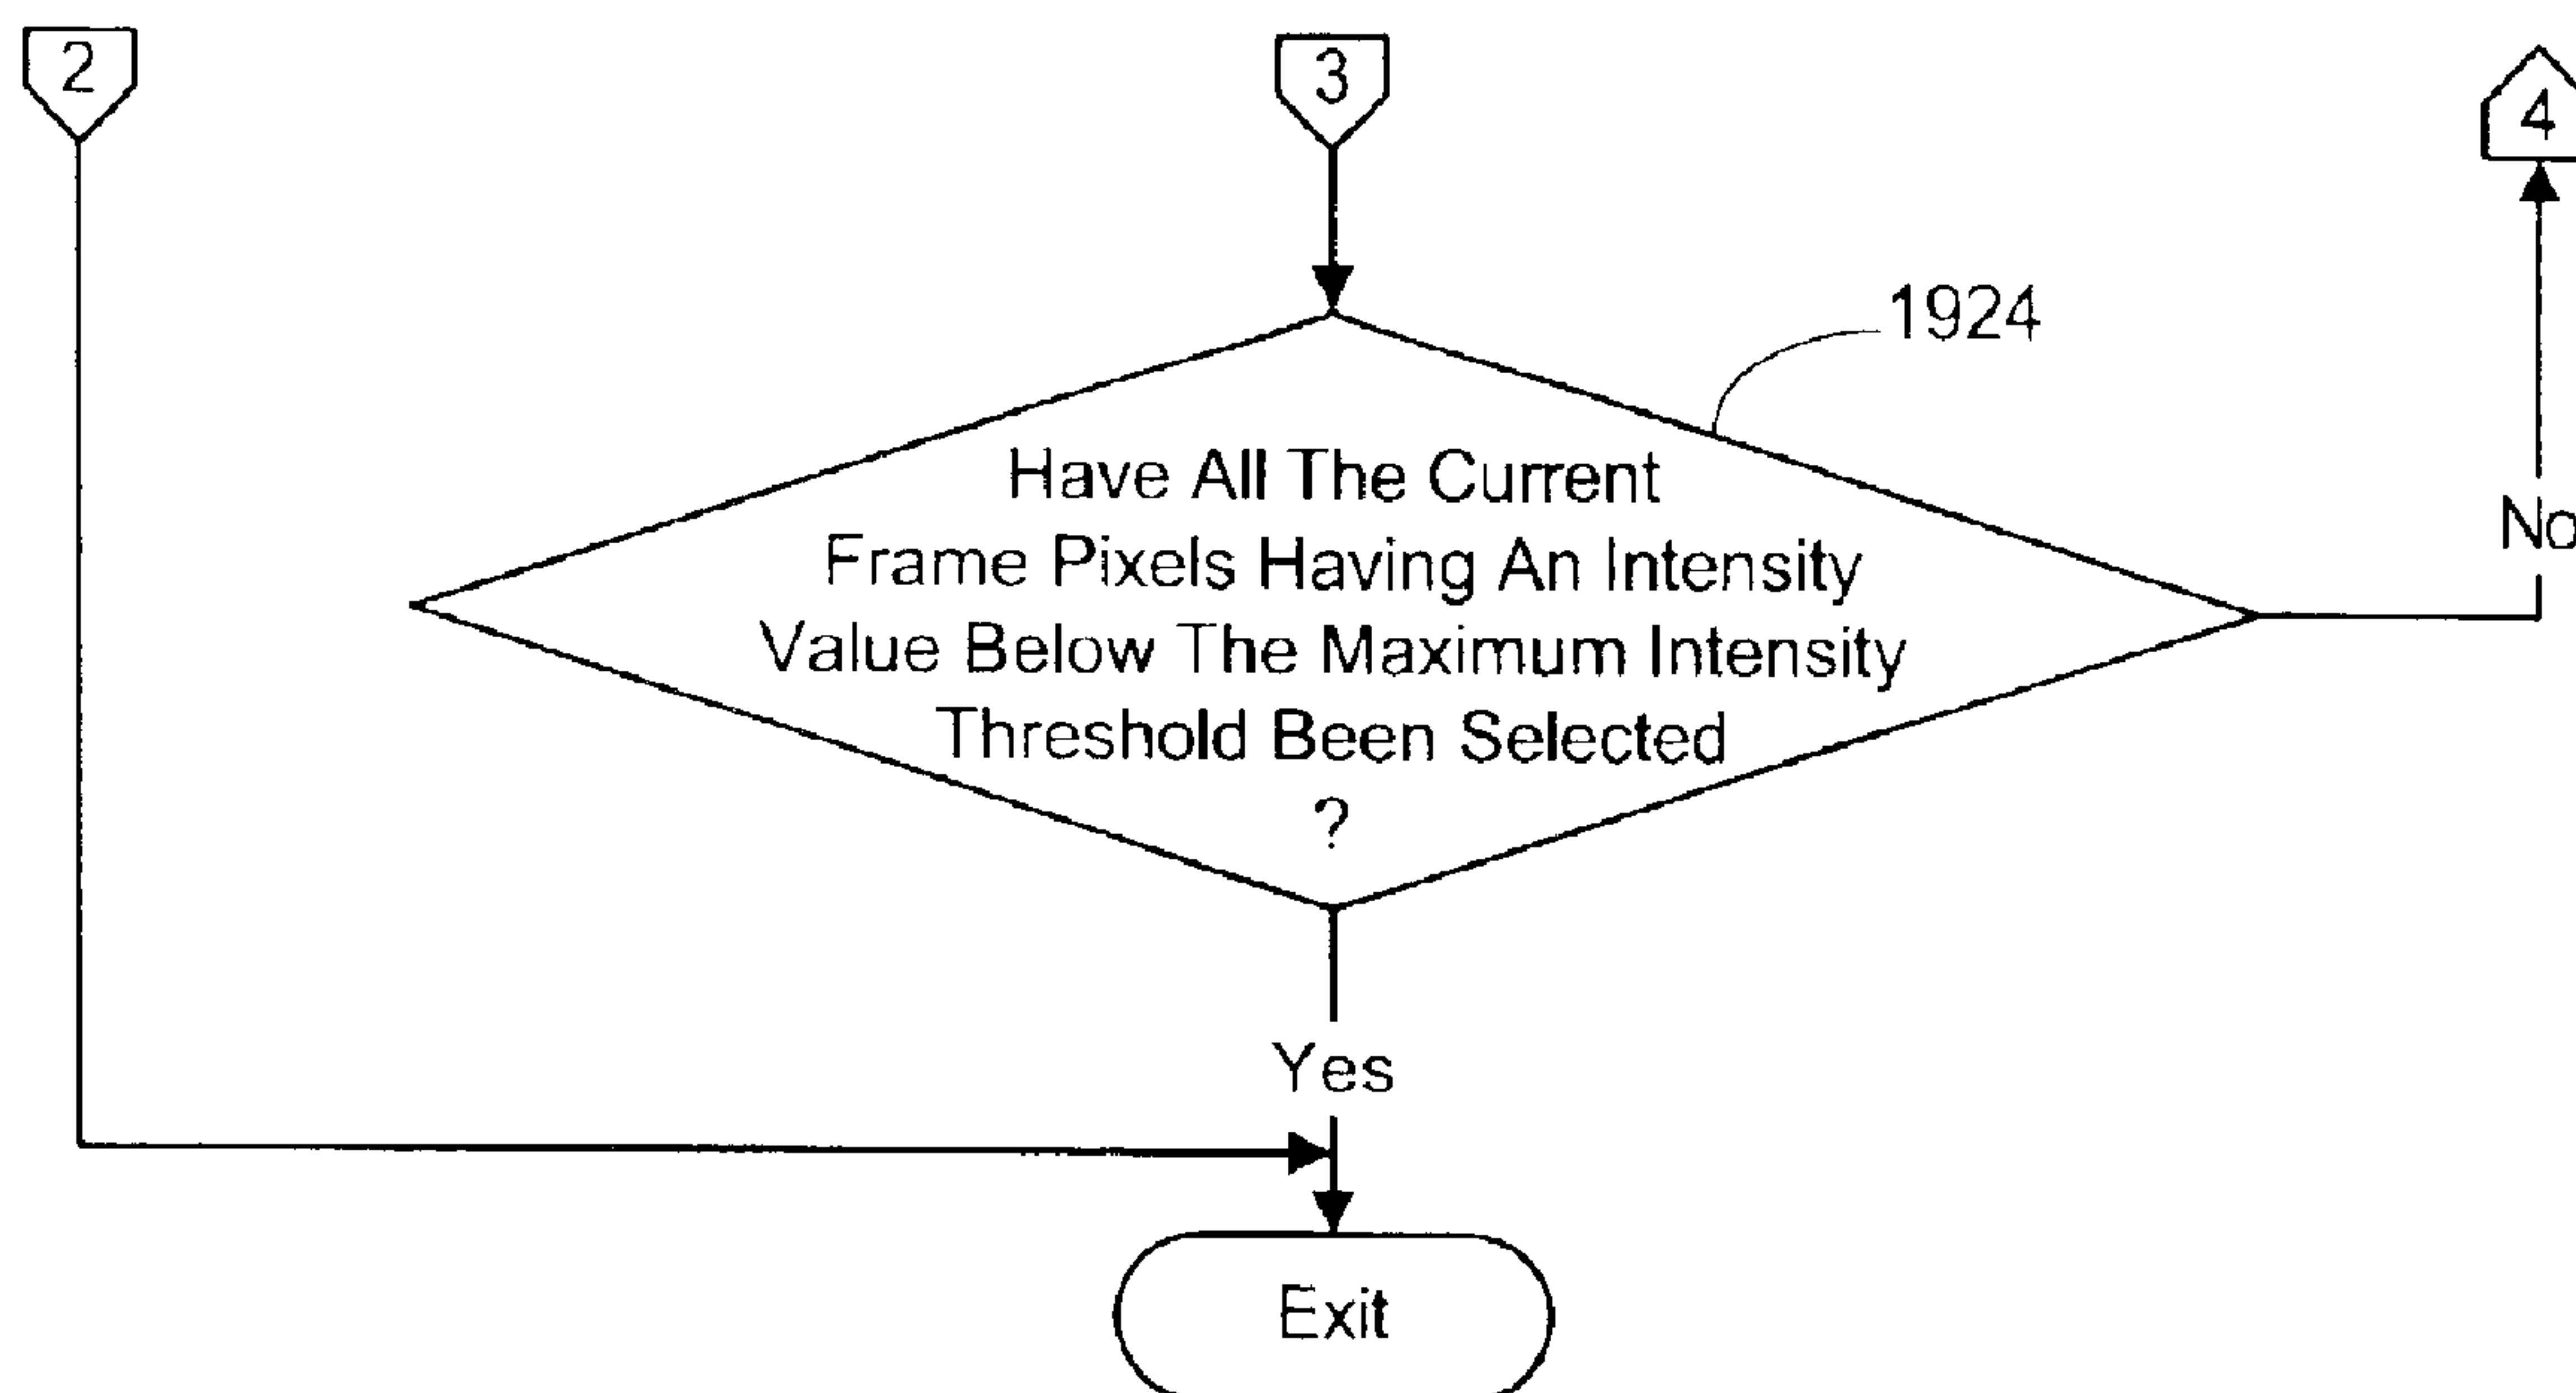 2
3
4
1924
Have All The Current
Frame Pixels Having An Intensity
Value Below The Maximum Intensity
Threshold Been Selected
?
No
Yes
Exit